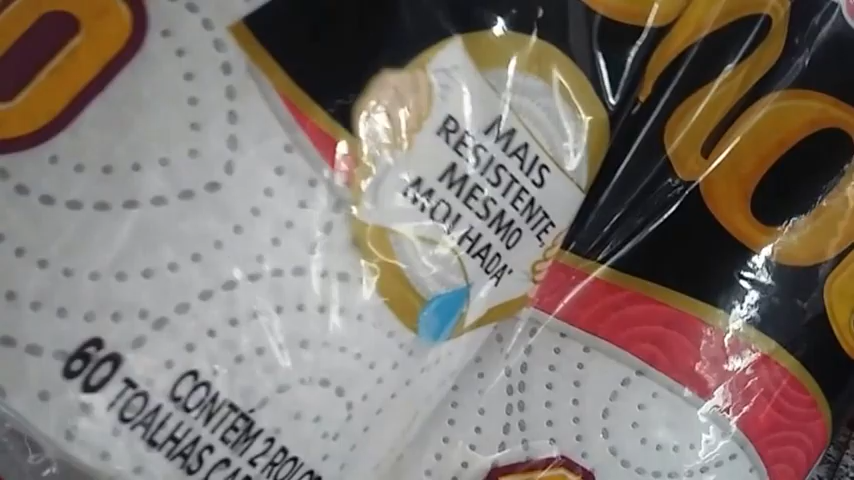 MAIS
RESISTENTE,
MESMO
MOLHADA*
CONTÉM 2 ROLOS
60 TOALHAS